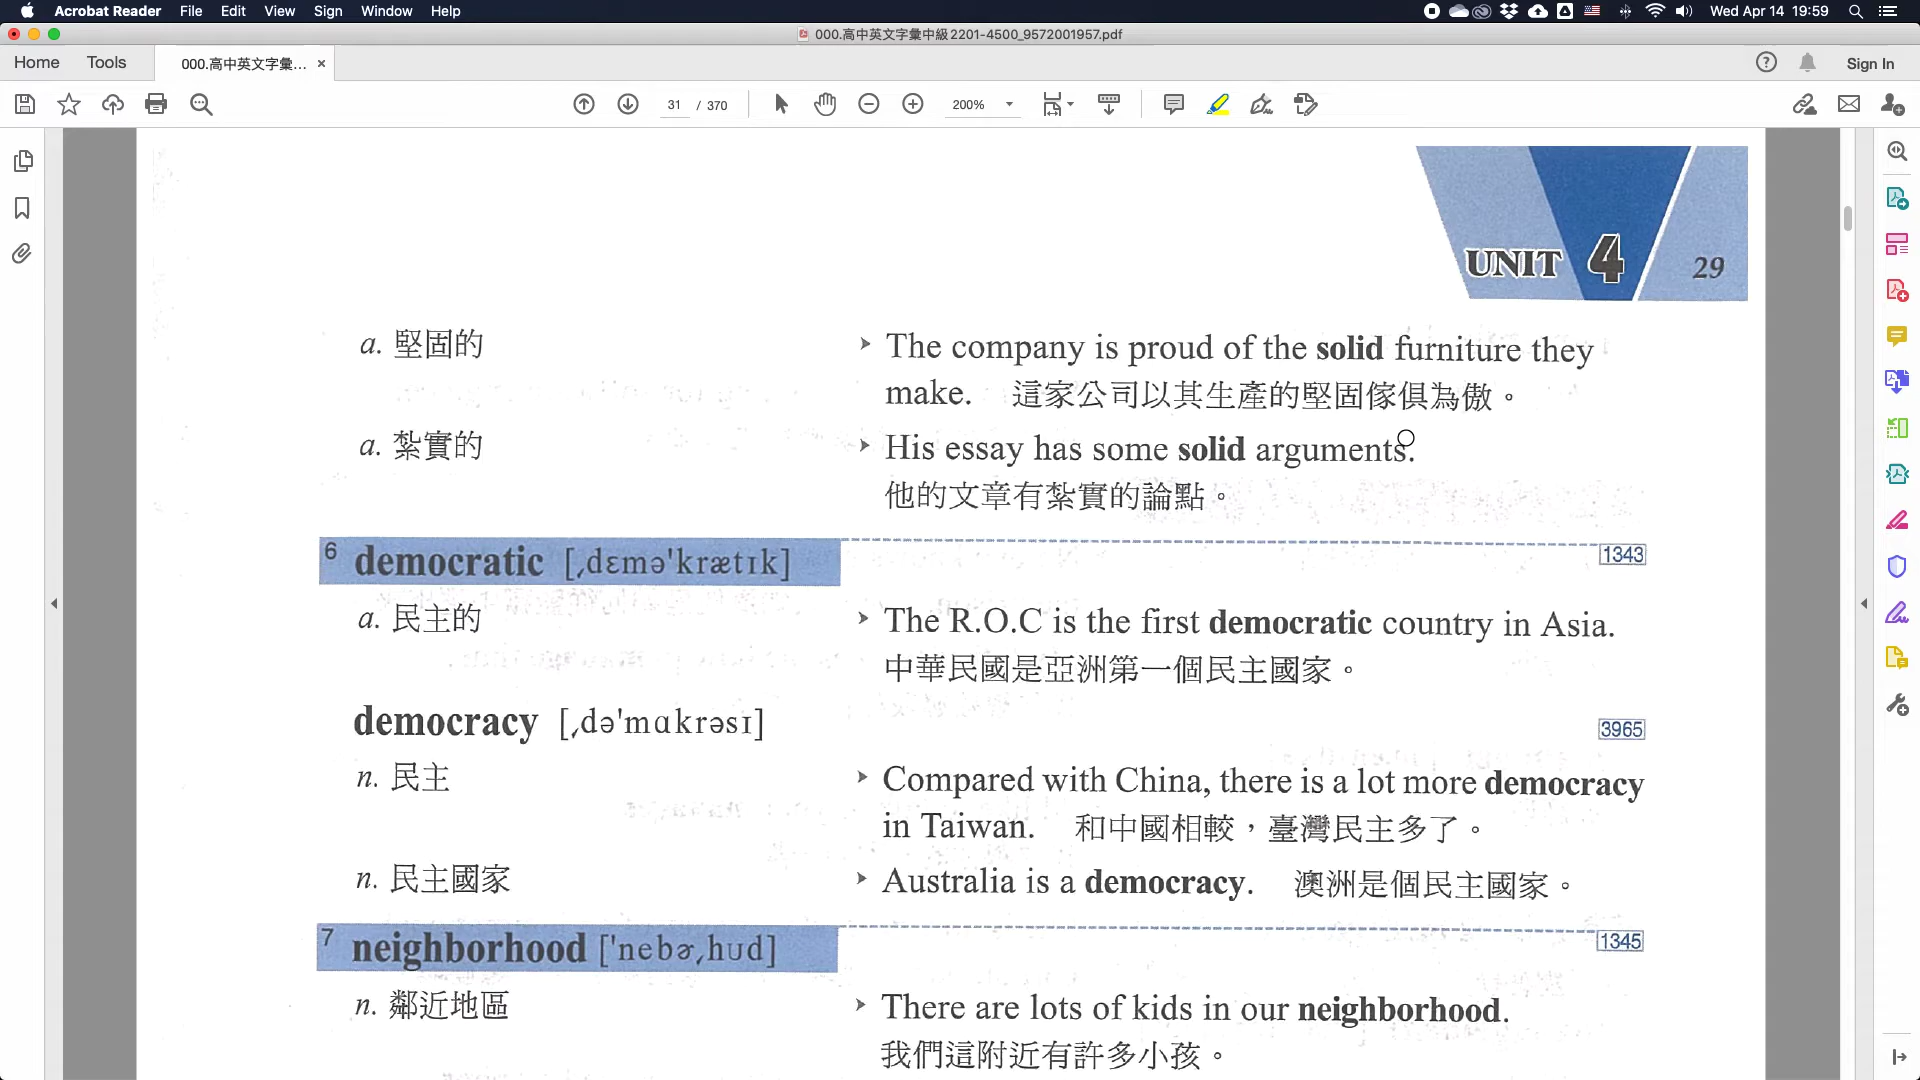 Acrobat Reader File Edit View Sign Window Help Wed Apr 14 19:59
000.高中英文字彙中級2201-4500_9572001957.pdf
Home Tools 000.高中英文字彙... × Sign In
31 / 370 200%
UNIT 4 29
a. 堅固的
The company is proud of the solid furniture they
make. 這家公司以其生產的堅固傢俱為傲。
a. 紮實的
His essay has some solid arguments.
他的文章有紮實的論點。
6 democratic [ˌdɛmə'krætɪk] 1343
a. 民主的
The R.O.C is the first democratic country in Asia.
中華民國是亞洲第一個民主國家。
democracy [ˌdə'mɑkrəsɪ] 3965
n. 民主
Compared with China, there is a lot more democracy
in Taiwan. 和中國相較，臺灣民主多了。
n. 民主國家
Australia is a democracy. 澳洲是個民主國家。
7 neighborhood ['nebɚˌhʊd] 1345
n. 鄰近地區
There are lots of kids in our neighborhood.
我們這附近有許多小孩。